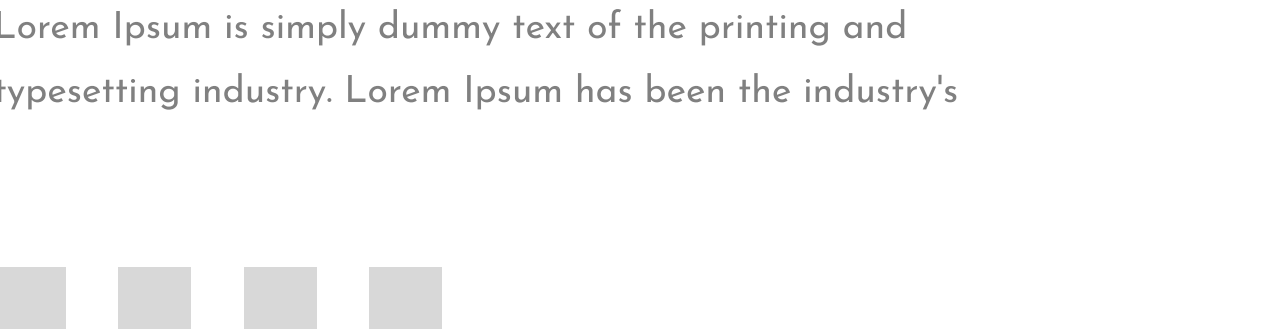 Lorem Ipsum is simply dummy text of the printing and
typesetting industry. Lorem Ipsum has been the industry's